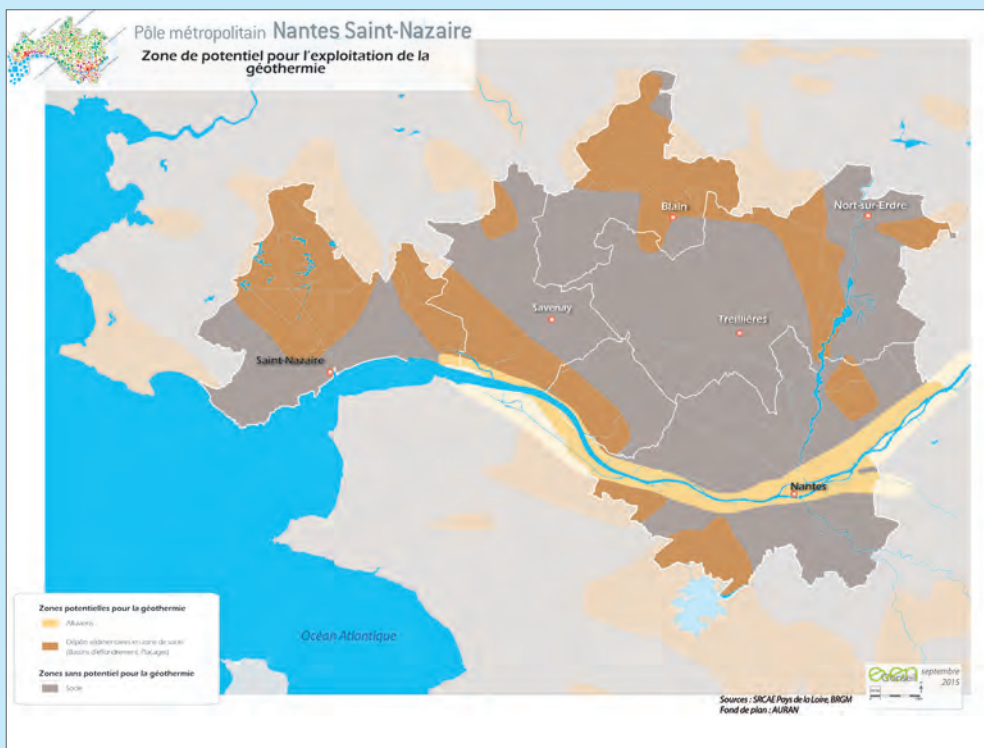 Pôle métropolitain Nantes Saint-Nazaire
Zone de potentiel pour l'exploitation de la
géothermie
Blain
Nort-sur-Erdre
Savenay
Treillières
Saint-Nazaire
Nantes
Océan Atlantique
Zones potentielles pour la géothermie
Alluvions
Dépôts sédimentaires en zone de socle
(Bassins d'effondrement, Placages)
Zones sans potentiel pour la géothermie
Socle
even
Conseil
septembre
2015
Sources : SRCAE Pays de la Loire, BRGM
Fond de plan : AURAN